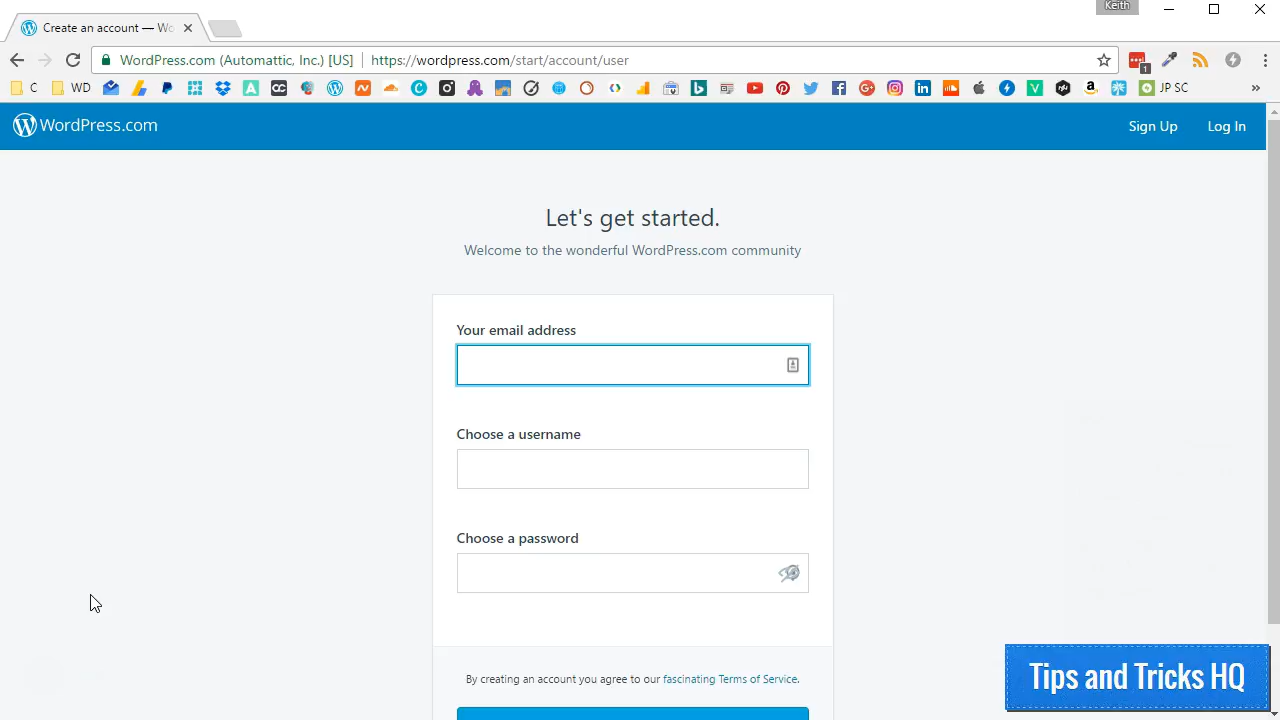 Keith
Create an account — Wo
WordPress.com (Automattic, Inc.) [US] https://wordpress.com/start/account/user
C WD JP SC »
WordPress.com Sign Up Log In
Let's get started.
Welcome to the wonderful WordPress.com community
Your email address
Choose a username
Choose a password
By creating an account you agree to our fascinating Terms of Service.
Tips and Tricks HQ